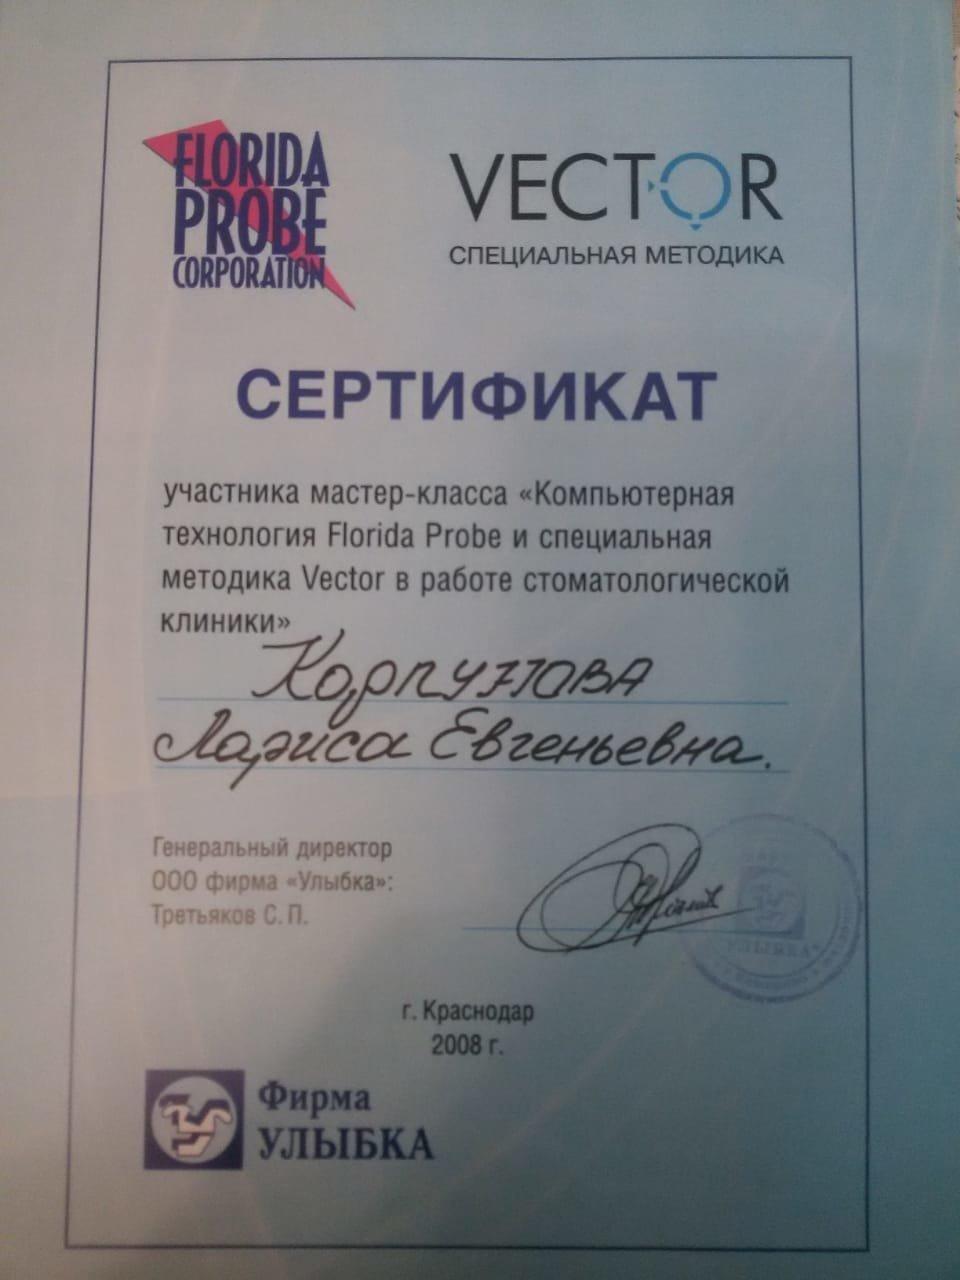 FLORIDA
PROBE
CORPORATION
VECTOR
СПЕЦИАЛЬНАЯ МЕТОДИКА
СЕРТИФИКАТ
участника мастер-класса «Компьютерная
технология Florida Probe и специальная
методика Vector в работе стоматологической
клиники»
Лариса Евгеньевна.
Генеральный директор
ООО фирма «Улыбка»:
Третьяков С. П.
УЛЫБКА
г. Краснодар
2008 г.
Фирма
УЛЫБКА